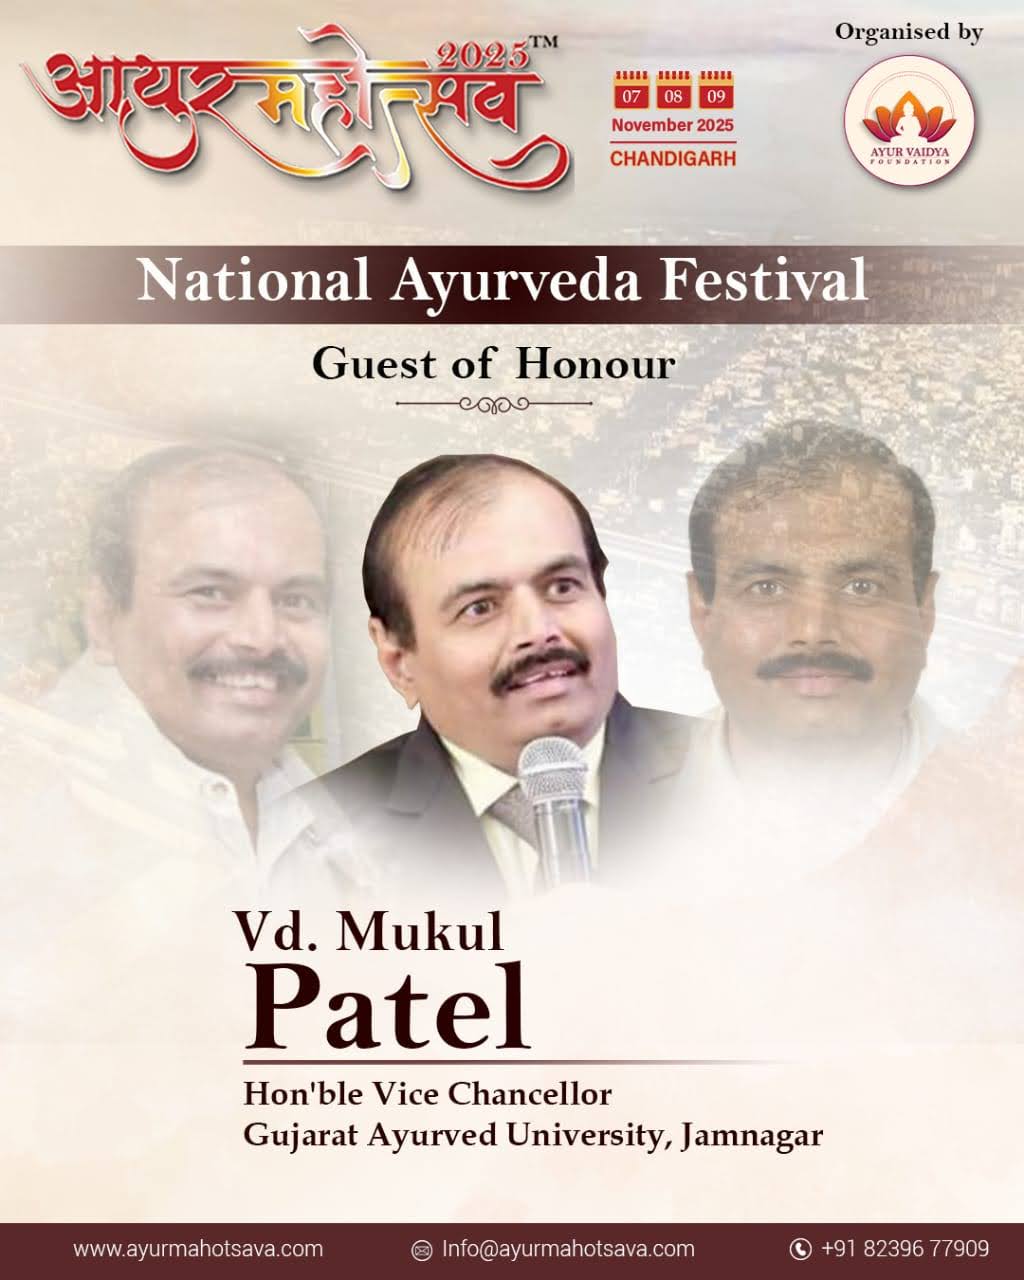 आयुर महोत्सव 2025™
07 08 09
November 2025
CHANDIGARH
Organised by
AYUR VAIDYA
FOUNDATION
National Ayurveda Festival
Guest of Honour
Vd. Mukul
Patel
Hon'ble Vice Chancellor
Gujarat Ayurved University, Jamnagar
www.ayurmahotsava.com Info@ayurmahotsava.com +91 82396 77909